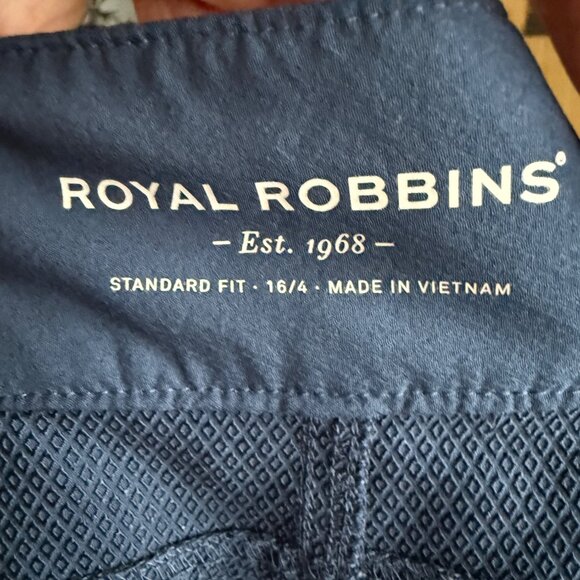 ROYAL ROBBINS®
– Est. 1968 –
STANDARD FIT · 16/4 · MADE IN VIETNAM